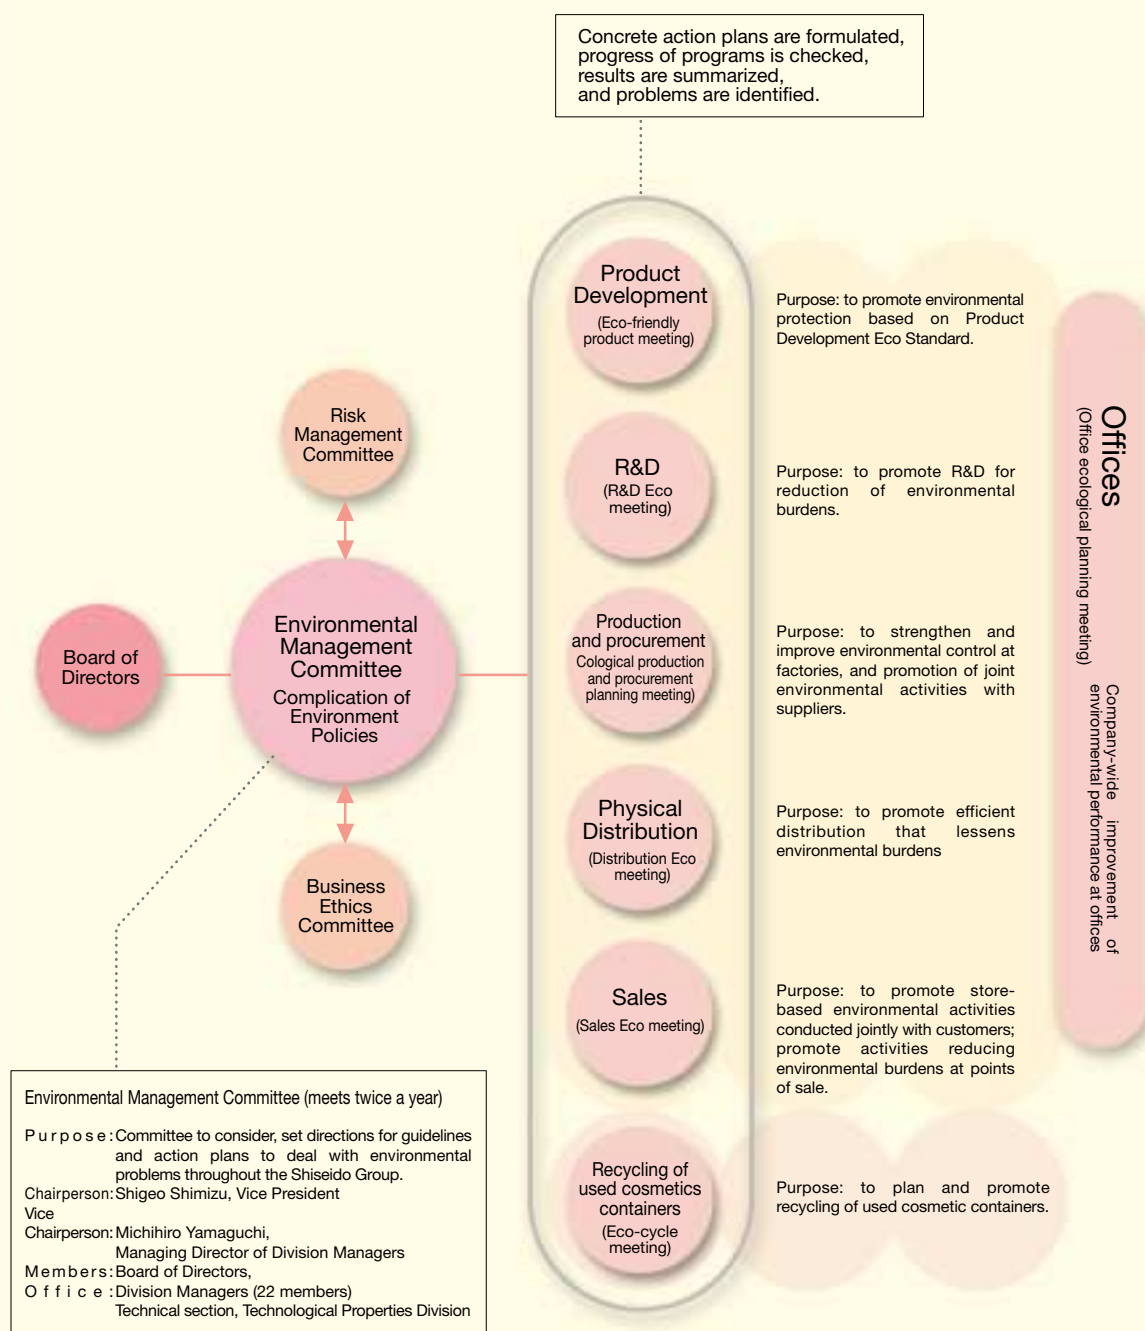 Concrete action plans are formulated,
progress of programs is checked,
results are summarized,
and problems are identified.
Product
Development
(Eco-friendly
product meeting)
Purpose: to promote environmental
protection based on Product
Development Eco Standard.
R&D
(R&D Eco
meeting)
Purpose: to promote R&D for
reduction of environmental
burdens.
Production
and procurement
Cological production
and procurement
planning meeting)
Purpose: to strengthen and
improve environmental control at
factories, and promotion of joint
environmental activities with
suppliers.
Physical
Distribution
(Distribution Eco
meeting)
Purpose: to promote efficient
distribution that lessens
environmental burdens
Sales
(Sales Eco meeting)
Purpose: to promote store-
based environmental activities
conducted jointly with customers;
promote activities reducing
environmental burdens at points
of sale.
Recycling of
used cosmetics
containers
(Eco-cycle
meeting)
Purpose: to plan and promote
recycling of used cosmetic containers.
Offices
(Office ecological planning meeting)
Company-wide improvement of
environmental performance at offices
Risk
Management
Committee
Board of
Directors
Environmental
Management
Committee
Complication of
Environment
Policies
Business
Ethics
Committee
Environmental Management Committee (meets twice a year)
Purpose: Committee to consider, set directions for guidelines
and action plans to deal with environmental
problems throughout the Shiseido Group.
Chairperson: Shigeo Shimizu, Vice President
Vice
Chairperson: Michihiro Yamaguchi,
Managing Director of Division Managers
Members: Board of Directors,
Office: Division Managers (22 members)
Technical section, Technological Properties Division